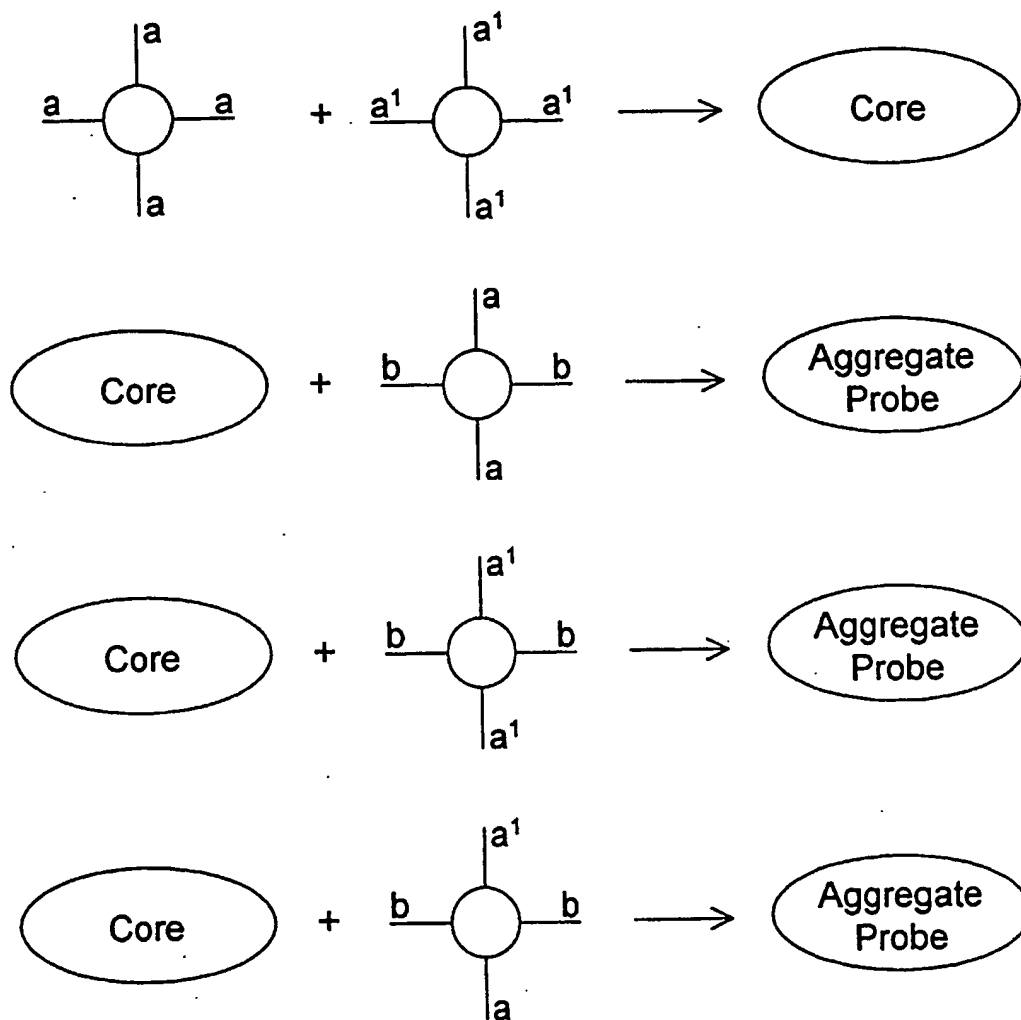 a a¹
a a + a¹ a¹ Core
a a¹
a
Core + b b Aggregate
Probe
a
a¹
Core + b b Aggregate
Probe
a¹
a¹
Core + b b Aggregate
Probe
a